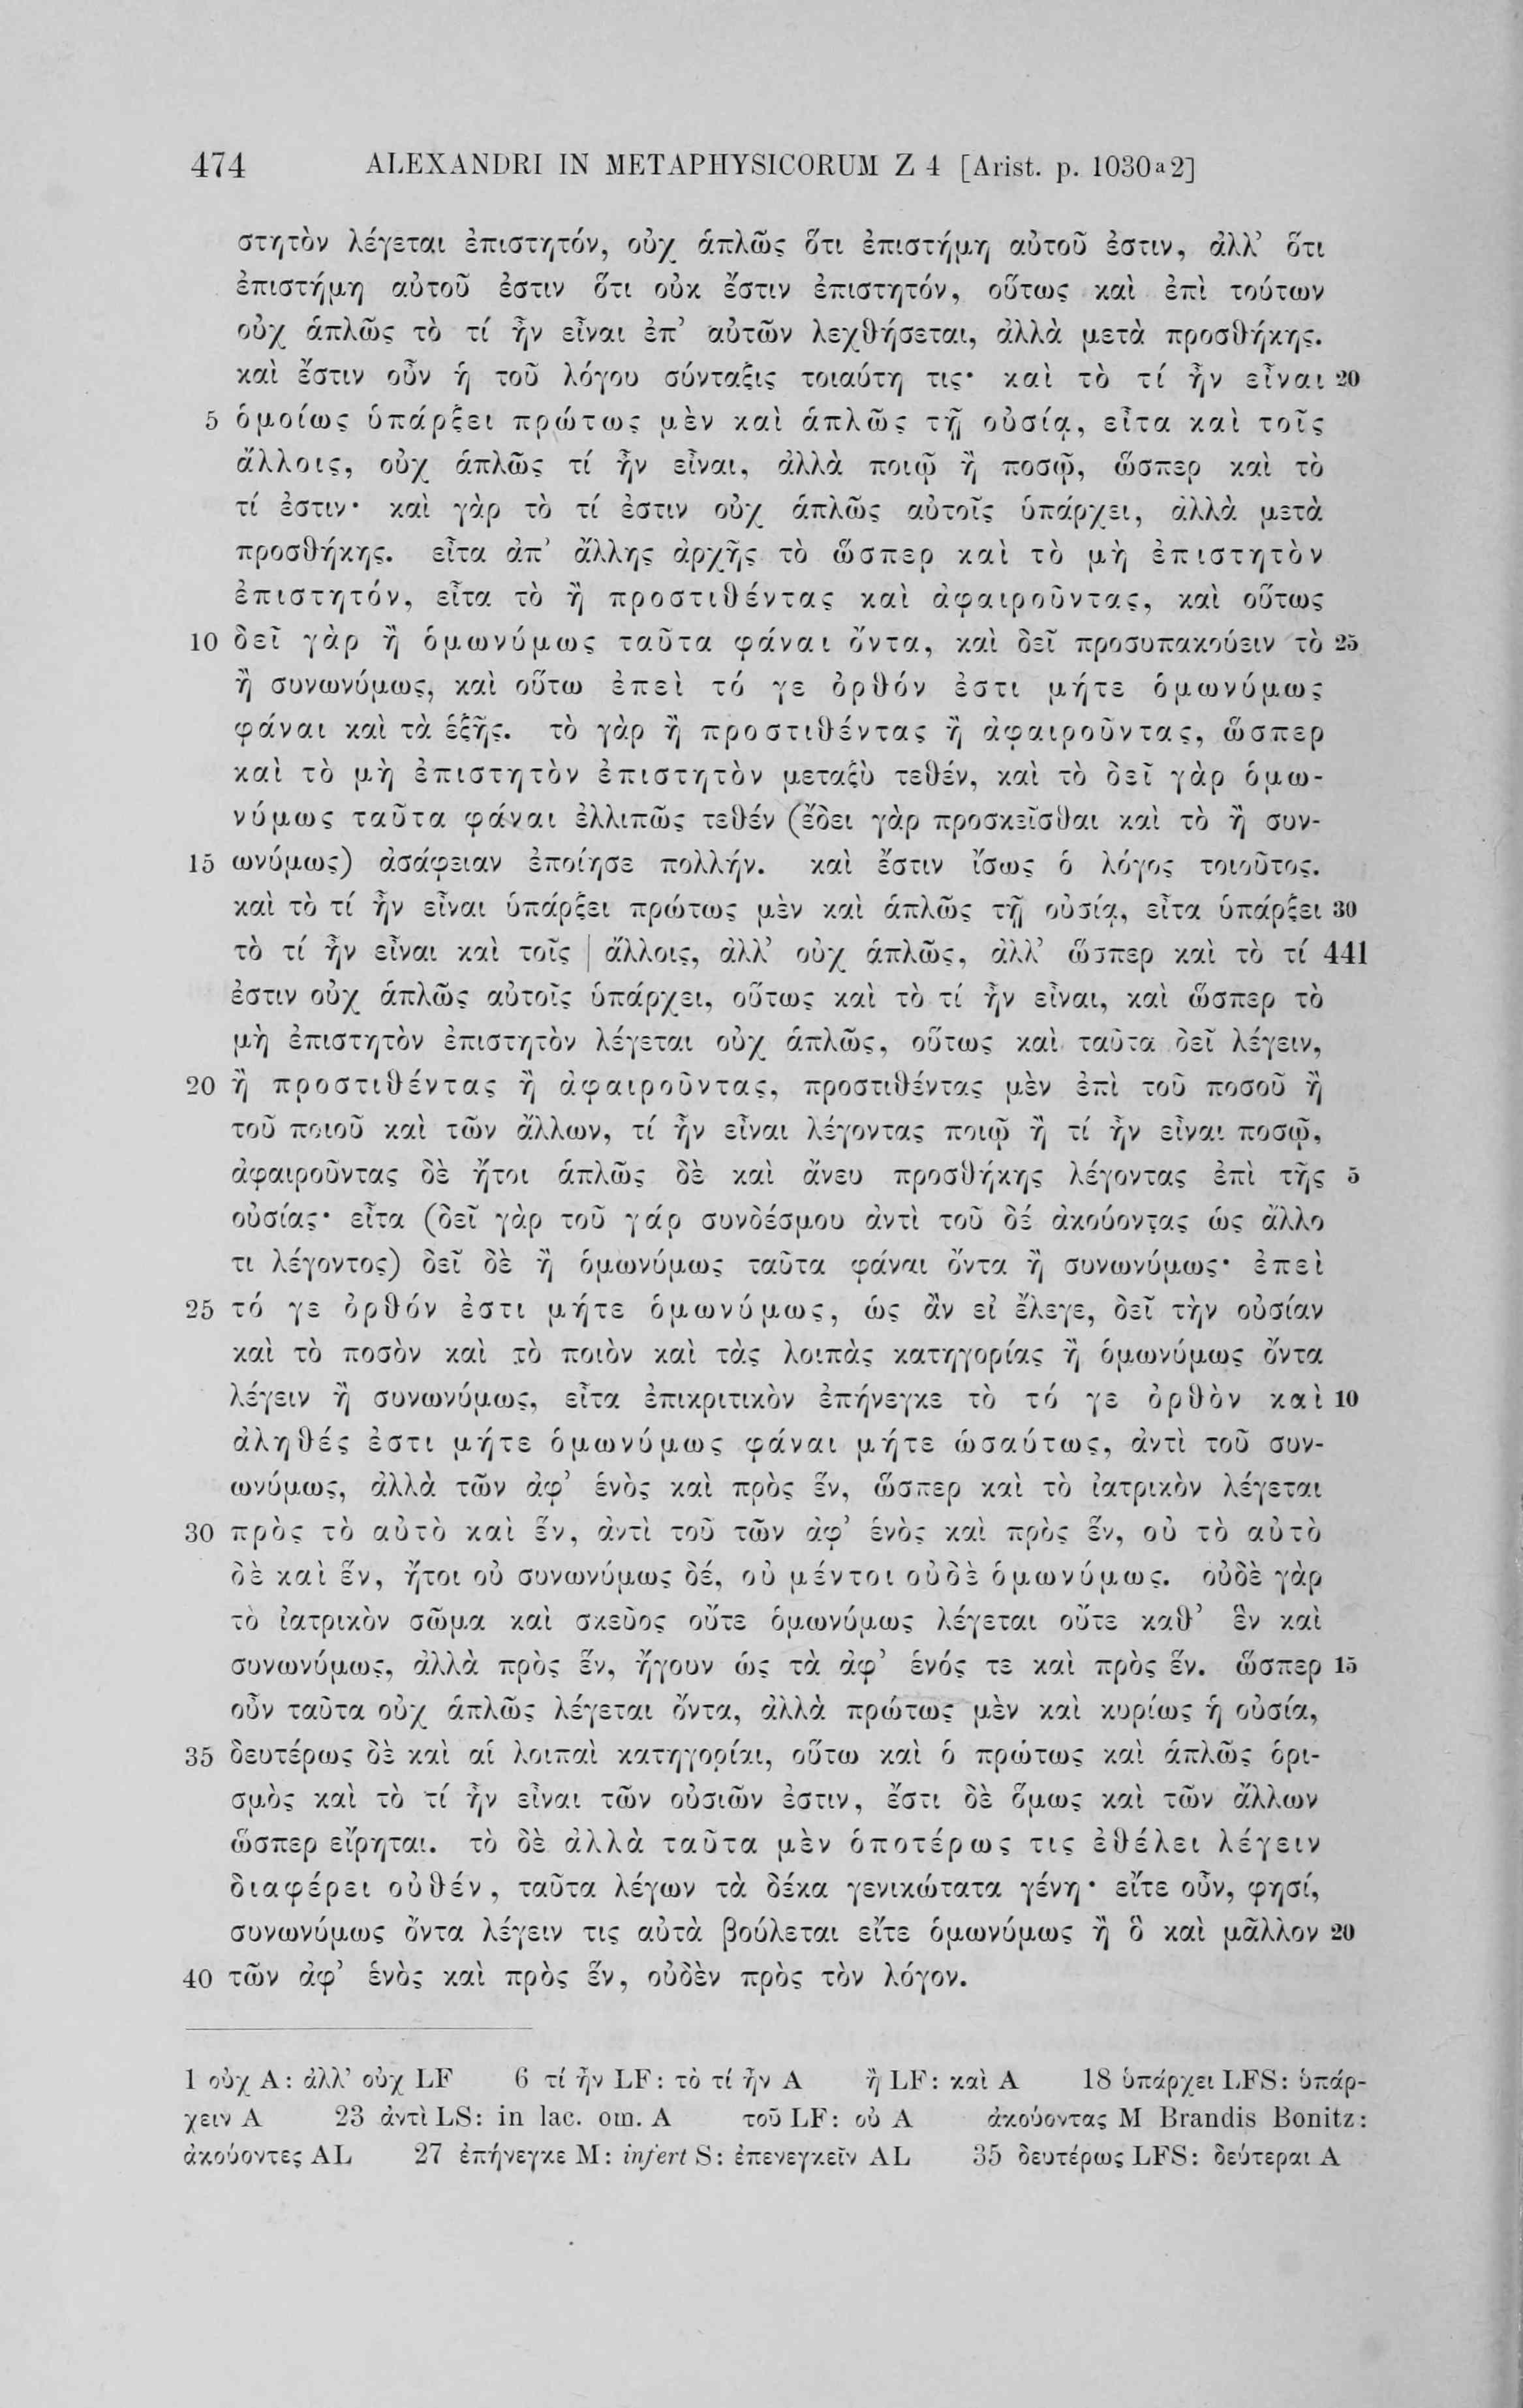 474 ALEXANDRI IN METAPHYSICORUM Z 4 [Arist. p. 1030a2]
στητὸν λέγεται ἐπιστητόν, οὐχ ἁπλῶς ὅτι ἐπιστήμη αὐτοῦ ἐστιν, ἀλλ’ ὅτι
ἐπιστήμη αὐτοῦ ἐστιν ὅτι οὐκ ἔστιν ἐπιστητόν, οὕτως καὶ ἐπὶ τούτων
οὐχ ἁπλῶς τὸ τί ἦν εἶναι ἐπ’ αὐτῶν λεχθήσεται, ἀλλὰ μετὰ προσθήκης.
καὶ ἔστιν οὖν ἡ τοῦ λόγου σύνταξις τοιαύτη τις· καὶ τὸ τί ἦν εἶναι 20
5 ὁμοίως ὑπάρξει πρώτως μὲν καὶ ἁπλῶς τῇ οὐσίᾳ, εἶτα καὶ τοῖς
ἄλλοις, οὐχ ἁπλῶς τί ἦν εἶναι, ἀλλὰ ποιῷ ἢ ποσῷ, ὥσπερ καὶ τὸ
τί ἐστιν· καὶ γὰρ τὸ τί ἐστιν οὐχ ἁπλῶς αὐτοῖς ὑπάρχει, ἀλλὰ μετὰ
προσθήκης. εἶτα ἀπ’ ἄλλης ἀρχῆς τὸ ὥσπερ καὶ τὸ μὴ ἐπιστητὸν
ἐπιστητόν, εἶτα τὸ ἢ προστιθέντας καὶ ἀφαιροῦντας, καὶ οὕτως
10 δεῖ γὰρ ἢ ὁμωνύμως ταῦτα φάναι ὄντα, καὶ δεῖ προσυπακούειν τὸ 25
ἢ συνωνύμως, καὶ οὕτω ἐπεὶ τό γε ὀρθόν ἐστι μήτε ὁμωνύμως
φάναι καὶ τὰ ἑξῆς. τὸ γὰρ ἢ προστιθέντας ἢ ἀφαιροῦντας, ὥσπερ
καὶ τὸ μὴ ἐπιστητὸν ἐπιστητὸν μεταξὺ τεθέν, καὶ τὸ δεῖ γὰρ ὁμω-
νύμως ταῦτα φάναι ἐλλιπῶς τεθέν (ἔδει γὰρ προσκεῖσθαι καὶ τὸ ἢ συν-
15 ωνύμως) ἀσάφειαν ἐποίησε πολλήν. καὶ ἔστιν ἴσως ὁ λόγος τοιοῦτος.
καὶ τὸ τί ἦν εἶναι ὑπάρξει πρώτως μὲν καὶ ἁπλῶς τῇ οὐσίᾳ, εἶτα ὑπάρξει 30
τὸ τί ἦν εἶναι καὶ τοῖς | ἄλλοις, ἀλλ’ οὐχ ἁπλῶς, ἀλλ’ ὥσπερ καὶ τὸ τί 441
ἐστιν οὐχ ἁπλῶς αὐτοῖς ὑπάρχει, οὕτως καὶ τὸ τί ἦν εἶναι, καὶ ὥσπερ τὸ
μὴ ἐπιστητὸν ἐπιστητὸν λέγεται οὐχ ἁπλῶς, οὕτως καὶ ταῦτα δεῖ λέγειν,
20 ἢ προστιθέντας ἢ ἀφαιροῦντας, προστιθέντας μὲν ἐπὶ τοῦ ποσοῦ ἢ
τοῦ ποιοῦ καὶ τῶν ἄλλων, τί ἦν εἶναι λέγοντας ποιῷ ἢ τί ἦν εἶναι ποσῷ,
ἀφαιροῦντας δὲ ἤτοι ἁπλῶς δὲ καὶ ἄνευ προσθήκης λέγοντας ἐπὶ τῆς 5
οὐσίας· εἶτα (δεῖ γὰρ τοῦ γάρ συνδέσμου ἀντὶ τοῦ δέ ἀκούοντας ὡς ἄλλο
τι λέγοντος) δεῖ δὲ ἢ ὁμωνύμως ταῦτα φάναι ὄντα ἢ συνωνύμως· ἐπεὶ
25 τό γε ὀρθόν ἐστι μήτε ὁμωνύμως, ὡς ἂν εἰ ἔλεγε, δεῖ τὴν οὐσίαν
καὶ τὸ ποσὸν καὶ τὸ ποιὸν καὶ τὰς λοιπὰς κατηγορίας ἢ ὁμωνύμως ὄντα
λέγειν ἢ συνωνύμως, εἶτα ἐπικριτικὸν ἐπήνεγκε τὸ τό γε ὀρθὸν καὶ 10
ἀληθές ἐστι μήτε ὁμωνύμως φάναι μήτε ὡσαύτως, ἀντὶ τοῦ συν-
ωνύμως, ἀλλὰ τῶν ἀφ’ ἑνὸς καὶ πρὸς ἕν, ὥσπερ καὶ τὸ ἰατρικὸν λέγεται
30 πρὸς τὸ αὐτὸ καὶ ἕν, ἀντὶ τοῦ τῶν ἀφ’ ἑνὸς καὶ πρὸς ἕν, οὐ τὸ αὐτὸ
δὲ καὶ ἕν, ἤτοι οὐ συνωνύμως δέ, οὐ μέντοι οὐδὲ ὁμωνύμως. οὐδὲ γὰρ
τὸ ἰατρικὸν σῶμα καὶ σκεῦος οὔτε ὁμωνύμως λέγεται οὔτε καθ’ ἓν καὶ
συνωνύμως, ἀλλὰ πρὸς ἕν, ἤγουν ὡς τὰ ἀφ’ ἑνός τε καὶ πρὸς ἕν. ὥσπερ 15
οὖν ταῦτα οὐχ ἁπλῶς λέγεται ὄντα, ἀλλὰ πρώτως μὲν καὶ κυρίως ἡ οὐσία,
35 δευτέρως δὲ καὶ αἱ λοιπαὶ κατηγορίαι, οὕτω καὶ ὁ πρώτως καὶ ἁπλῶς ὁρι-
σμὸς καὶ τὸ τί ἦν εἶναι τῶν οὐσιῶν ἐστιν, ἔστι δὲ ὅμως καὶ τῶν ἄλλων
ὥσπερ εἴρηται. τὸ δὲ ἀλλὰ ταῦτα μὲν ὁποτέρως τις ἐθέλει λέγειν
διαφέρει οὐθέν, ταῦτα λέγων τὰ δέκα γενικώτατα γένη· εἴτε οὖν, φησί,
συνωνύμως ὄντα λέγειν τις αὐτὰ βούλεται εἴτε ὁμωνύμως ἢ ὃ καὶ μᾶλλον 20
40 τῶν ἀφ’ ἑνὸς καὶ πρὸς ἕν, οὐδὲν πρὸς τὸν λόγον.
1 οὐχ A: ἀλλ’ οὐχ LF 6 τί ἦν LF: τὸ τί ἦν A ἢ LF: καὶ A 18 ὑπάρχει LFS: ὑπάρ-
χειν A 23 ἀντὶ LS: in lac. om. A τοῦ LF: οὐ A ἀκούοντας M Brandis Bonitz:
ἀκούοντες AL 27 ἐπήνεγκε M: infert S: ἐπενεγκεῖν AL 35 δευτέρως LFS: δεύτεραι A